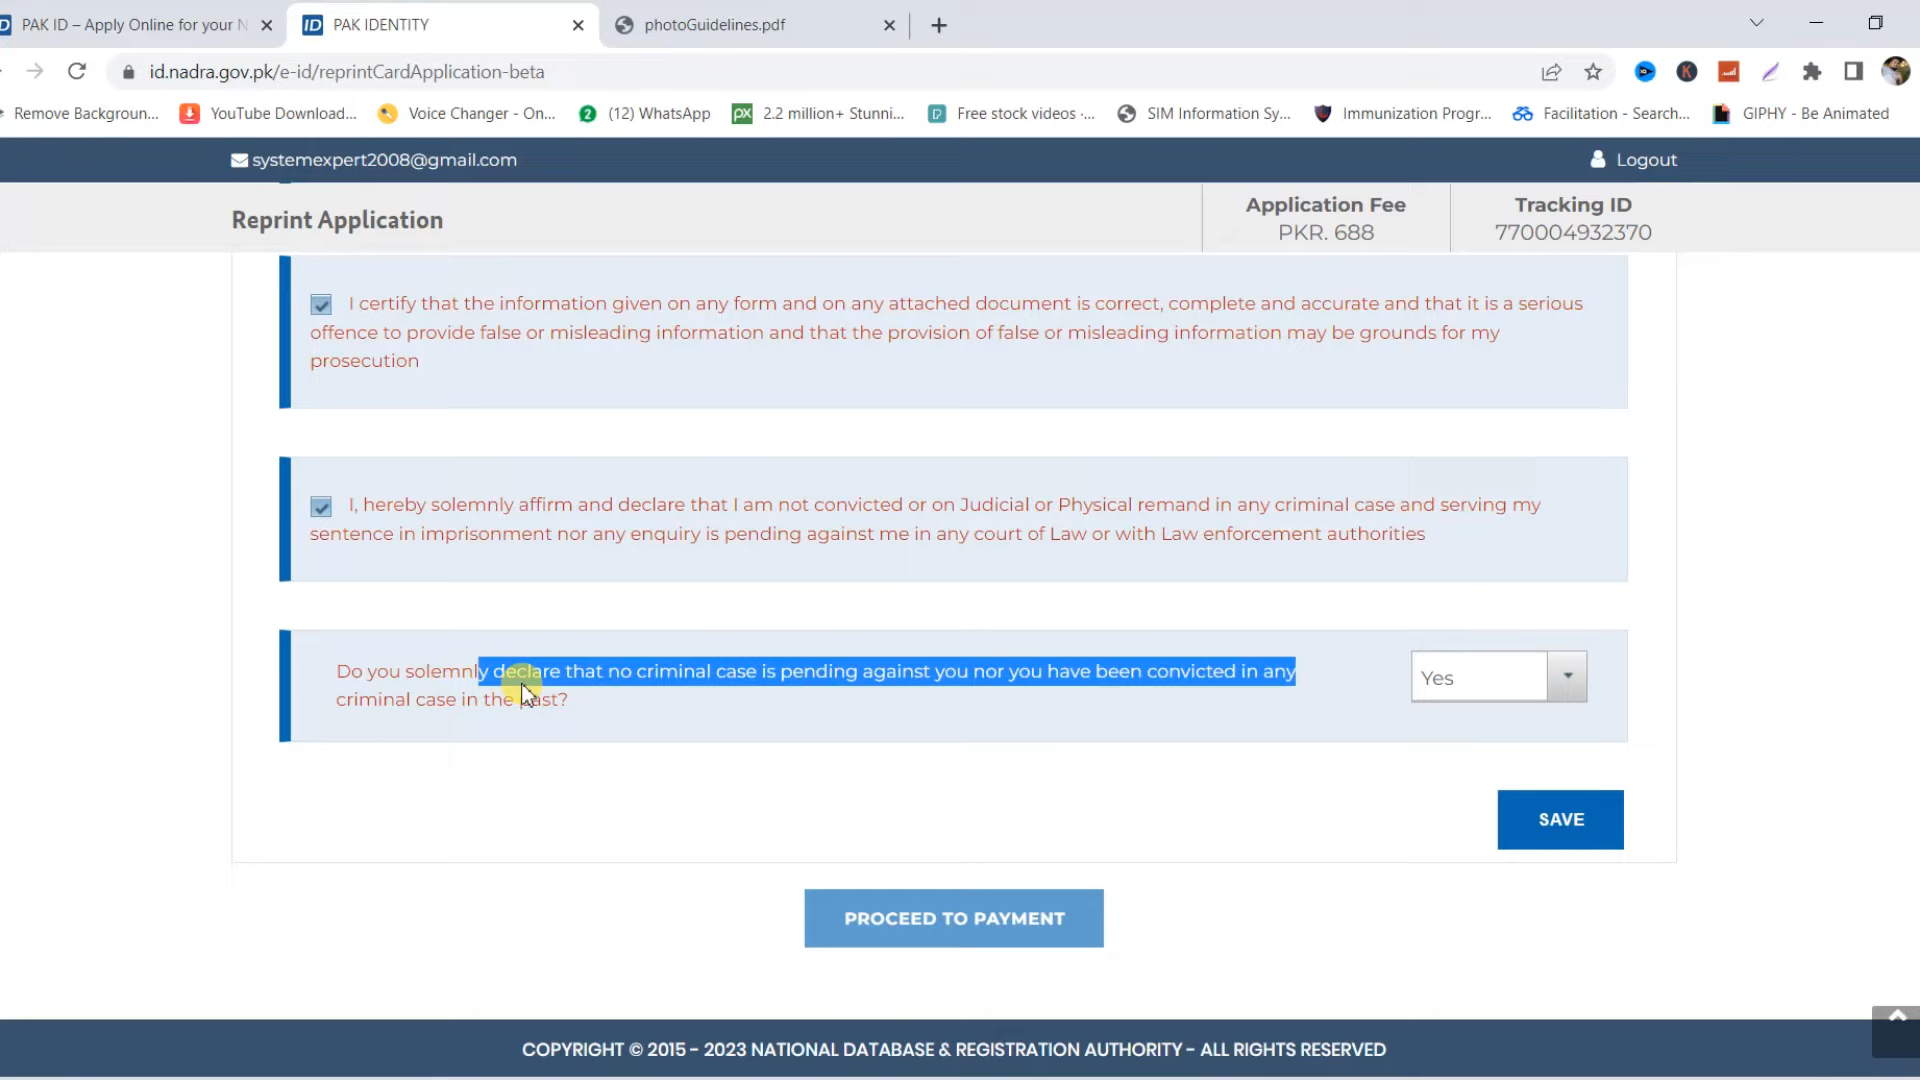 PAK ID – Apply Online for your N
PAK IDENTITY
photoGuidelines.pdf
id.nadra.gov.pk/e-id/reprintCardApplication-beta
Remove Backgroun...
YouTube Download...
Voice Changer - On...
(12) WhatsApp
2.2 million+ Stunni...
Free stock videos ·...
SIM Information Sy...
Immunization Progr...
Facilitation - Search...
GIPHY - Be Animated
systemexpert2008@gmail.com
Logout
Reprint Application
Application Fee
PKR. 688
Tracking ID
770004932370
I certify that the information given on any form and on any attached document is correct, complete and accurate and that it is a serious
offence to provide false or misleading information and that the provision of false or misleading information may be grounds for my
prosecution
I, hereby solemnly affirm and declare that I am not convicted or on Judicial or Physical remand in any criminal case and serving my
sentence in imprisonment nor any enquiry is pending against me in any court of Law or with Law enforcement authorities
Do you solemnly declare that no criminal case is pending against you nor you have been convicted in any
criminal case in the past?
Yes
SAVE
PROCEED TO PAYMENT
COPYRIGHT © 2015 - 2023 NATIONAL DATABASE & REGISTRATION AUTHORITY - ALL RIGHTS RESERVED